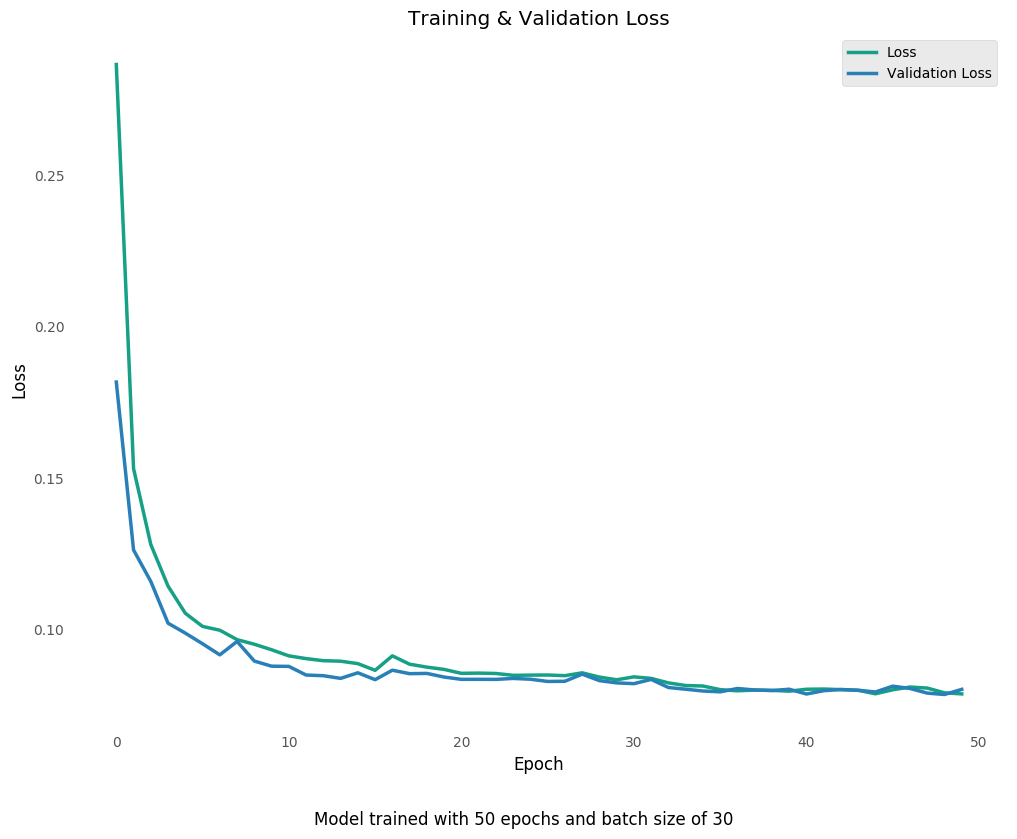 Training & Validation Loss
Loss
Validation Loss
0.25
0.20
0.15
0.10
Loss
0 10 20 30 40 50
Epoch
Model trained with 50 epochs and batch size of 30